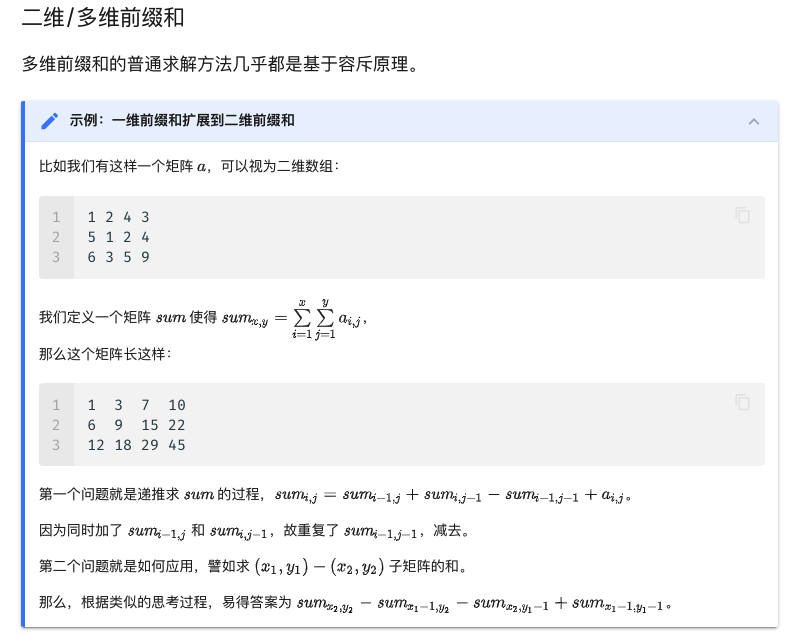 二维/多维前缀和
多维前缀和的普通求解方法几乎都是基于容斥原理。
示例：一维前缀和扩展到二维前缀和
比如我们有这样一个矩阵 $a$，可以视为二维数组：
1 1 2 4 3
2 5 1 2 4
3 6 3 5 9
我们定义一个矩阵 $sum$ 使得 $sum_{x,y} = \sum\limits_{i=1}^{x} \sum\limits_{j=1}^{y} a_{i,j}$，
那么这个矩阵长这样：
1 1 3 7 10
2 6 9 15 22
3 12 18 29 45
第一个问题就是递推求 $sum$ 的过程，$sum_{i,j} = sum_{i-1,j} + sum_{i,j-1} - sum_{i-1,j-1} + a_{i,j}$。
因为同时加了 $sum_{i-1,j}$ 和 $sum_{i,j-1}$，故重复了 $sum_{i-1,j-1}$，减去。
第二个问题就是如何应用，譬如求 $(x_1, y_1) - (x_2, y_2)$ 子矩阵的和。
那么，根据类似的思考过程，易得答案为 $sum_{x_2,y_2} - sum_{x_1-1,y_2} - sum_{x_2,y_1-1} + sum_{x_1-1,y_1-1}$。